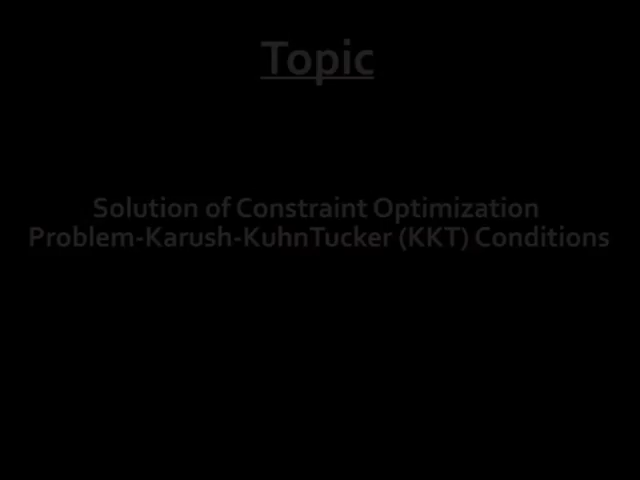 Topic
Solution of Constraint Optimization
Problem-Karush-KuhnTucker (KKT) Conditions